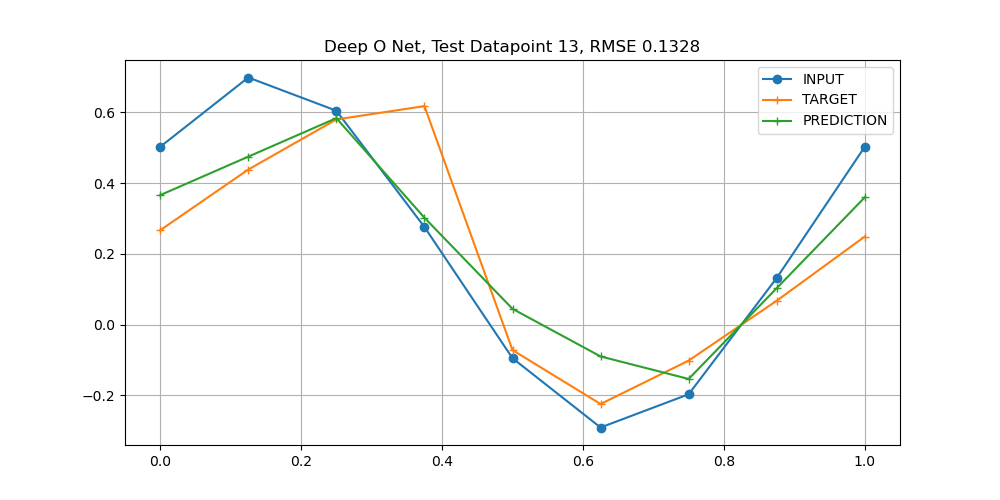 Deep O Net, Test Datapoint 13, RMSE 0.1328
INPUT
TARGET
PREDICTION
0.6
0.4
0.2
0.0
−0.2
0.0 0.2 0.4 0.6 0.8 1.0